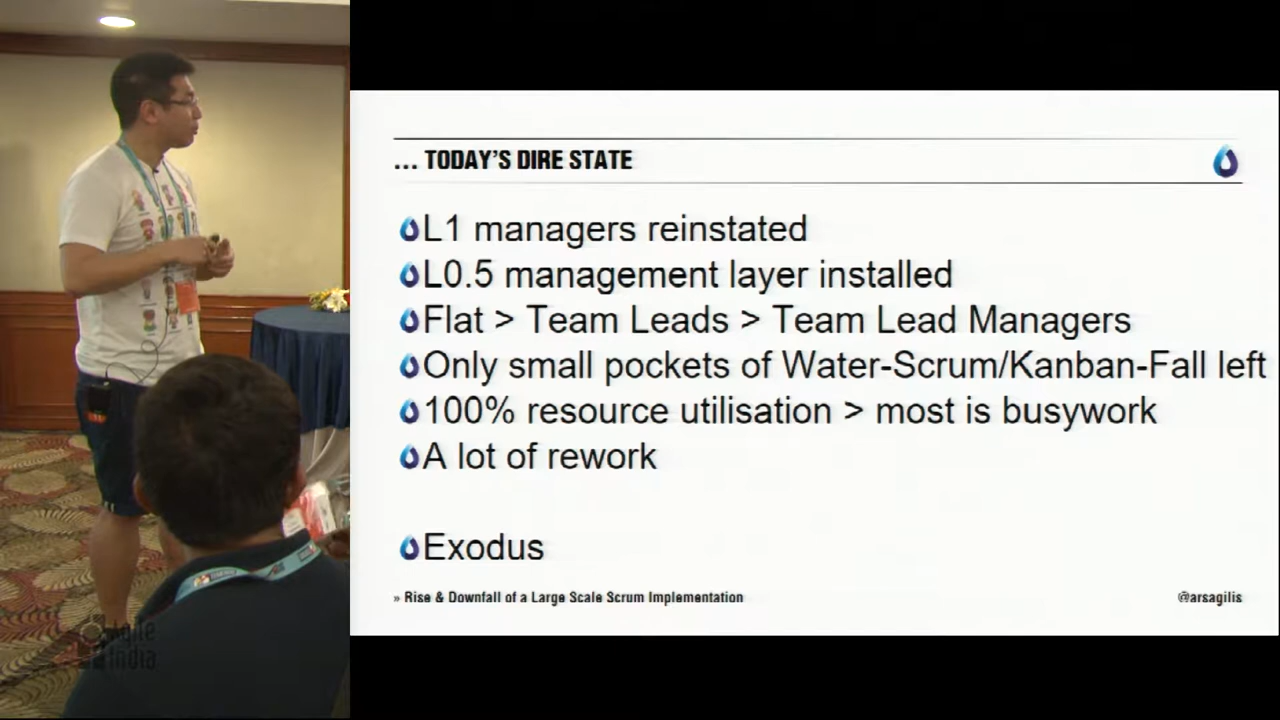 ... TODAY'S DIRE STATE
L1 managers reinstated
L0.5 management layer installed
Flat > Team Leads > Team Lead Managers
Only small pockets of Water-Scrum/Kanban-Fall left
100% resource utilisation > most is busywork
A lot of rework
Exodus
» Rise & Downfall of a Large Scale Scrum Implementation
@arsagilis
Agile
India